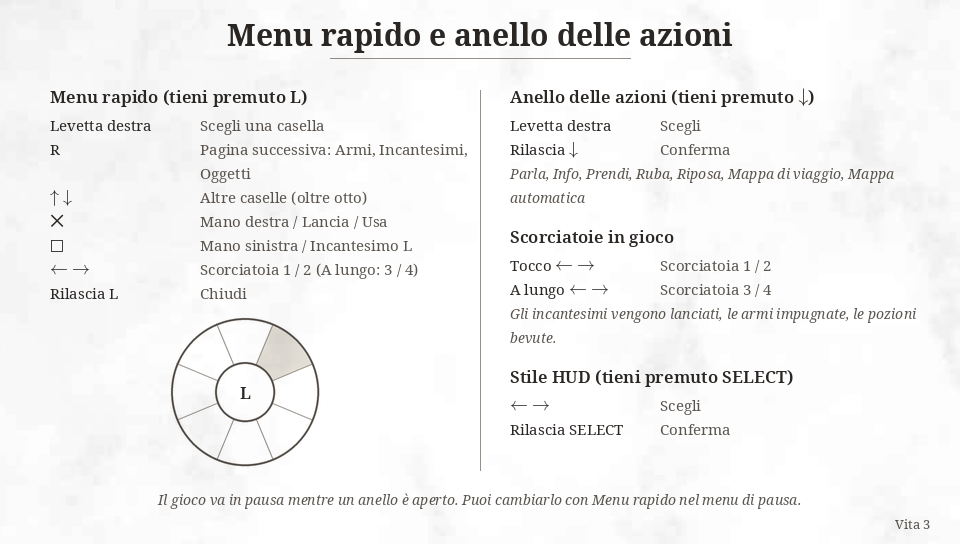 Menu rapido e anello delle azioni
Menu rapido (tieni premuto L)
Levetta destra Scegli una casella
R Pagina successiva: Armi, Incantesimi,
Oggetti
↑ ↓ Altre caselle (oltre otto)
✕ Mano destra / Lancia / Usa
□ Mano sinistra / Incantesimo L
← → Scorciatoia 1 / 2 (A lungo: 3 / 4)
Rilascia L Chiudi
L
Anello delle azioni (tieni premuto ↓)
Levetta destra Scegli
Rilascia ↓ Conferma
Parla, Info, Prendi, Ruba, Riposa, Mappa di viaggio, Mappa
automatica
Scorciatoie in gioco
Tocco ← → Scorciatoia 1 / 2
A lungo ← → Scorciatoia 3 / 4
Gli incantesimi vengono lanciati, le armi impugnate, le pozioni
bevute.
Stile HUD (tieni premuto SELECT)
← → Scegli
Rilascia SELECT Conferma
Il gioco va in pausa mentre un anello è aperto. Puoi cambiarlo con Menu rapido nel menu di pausa.
Vita 3